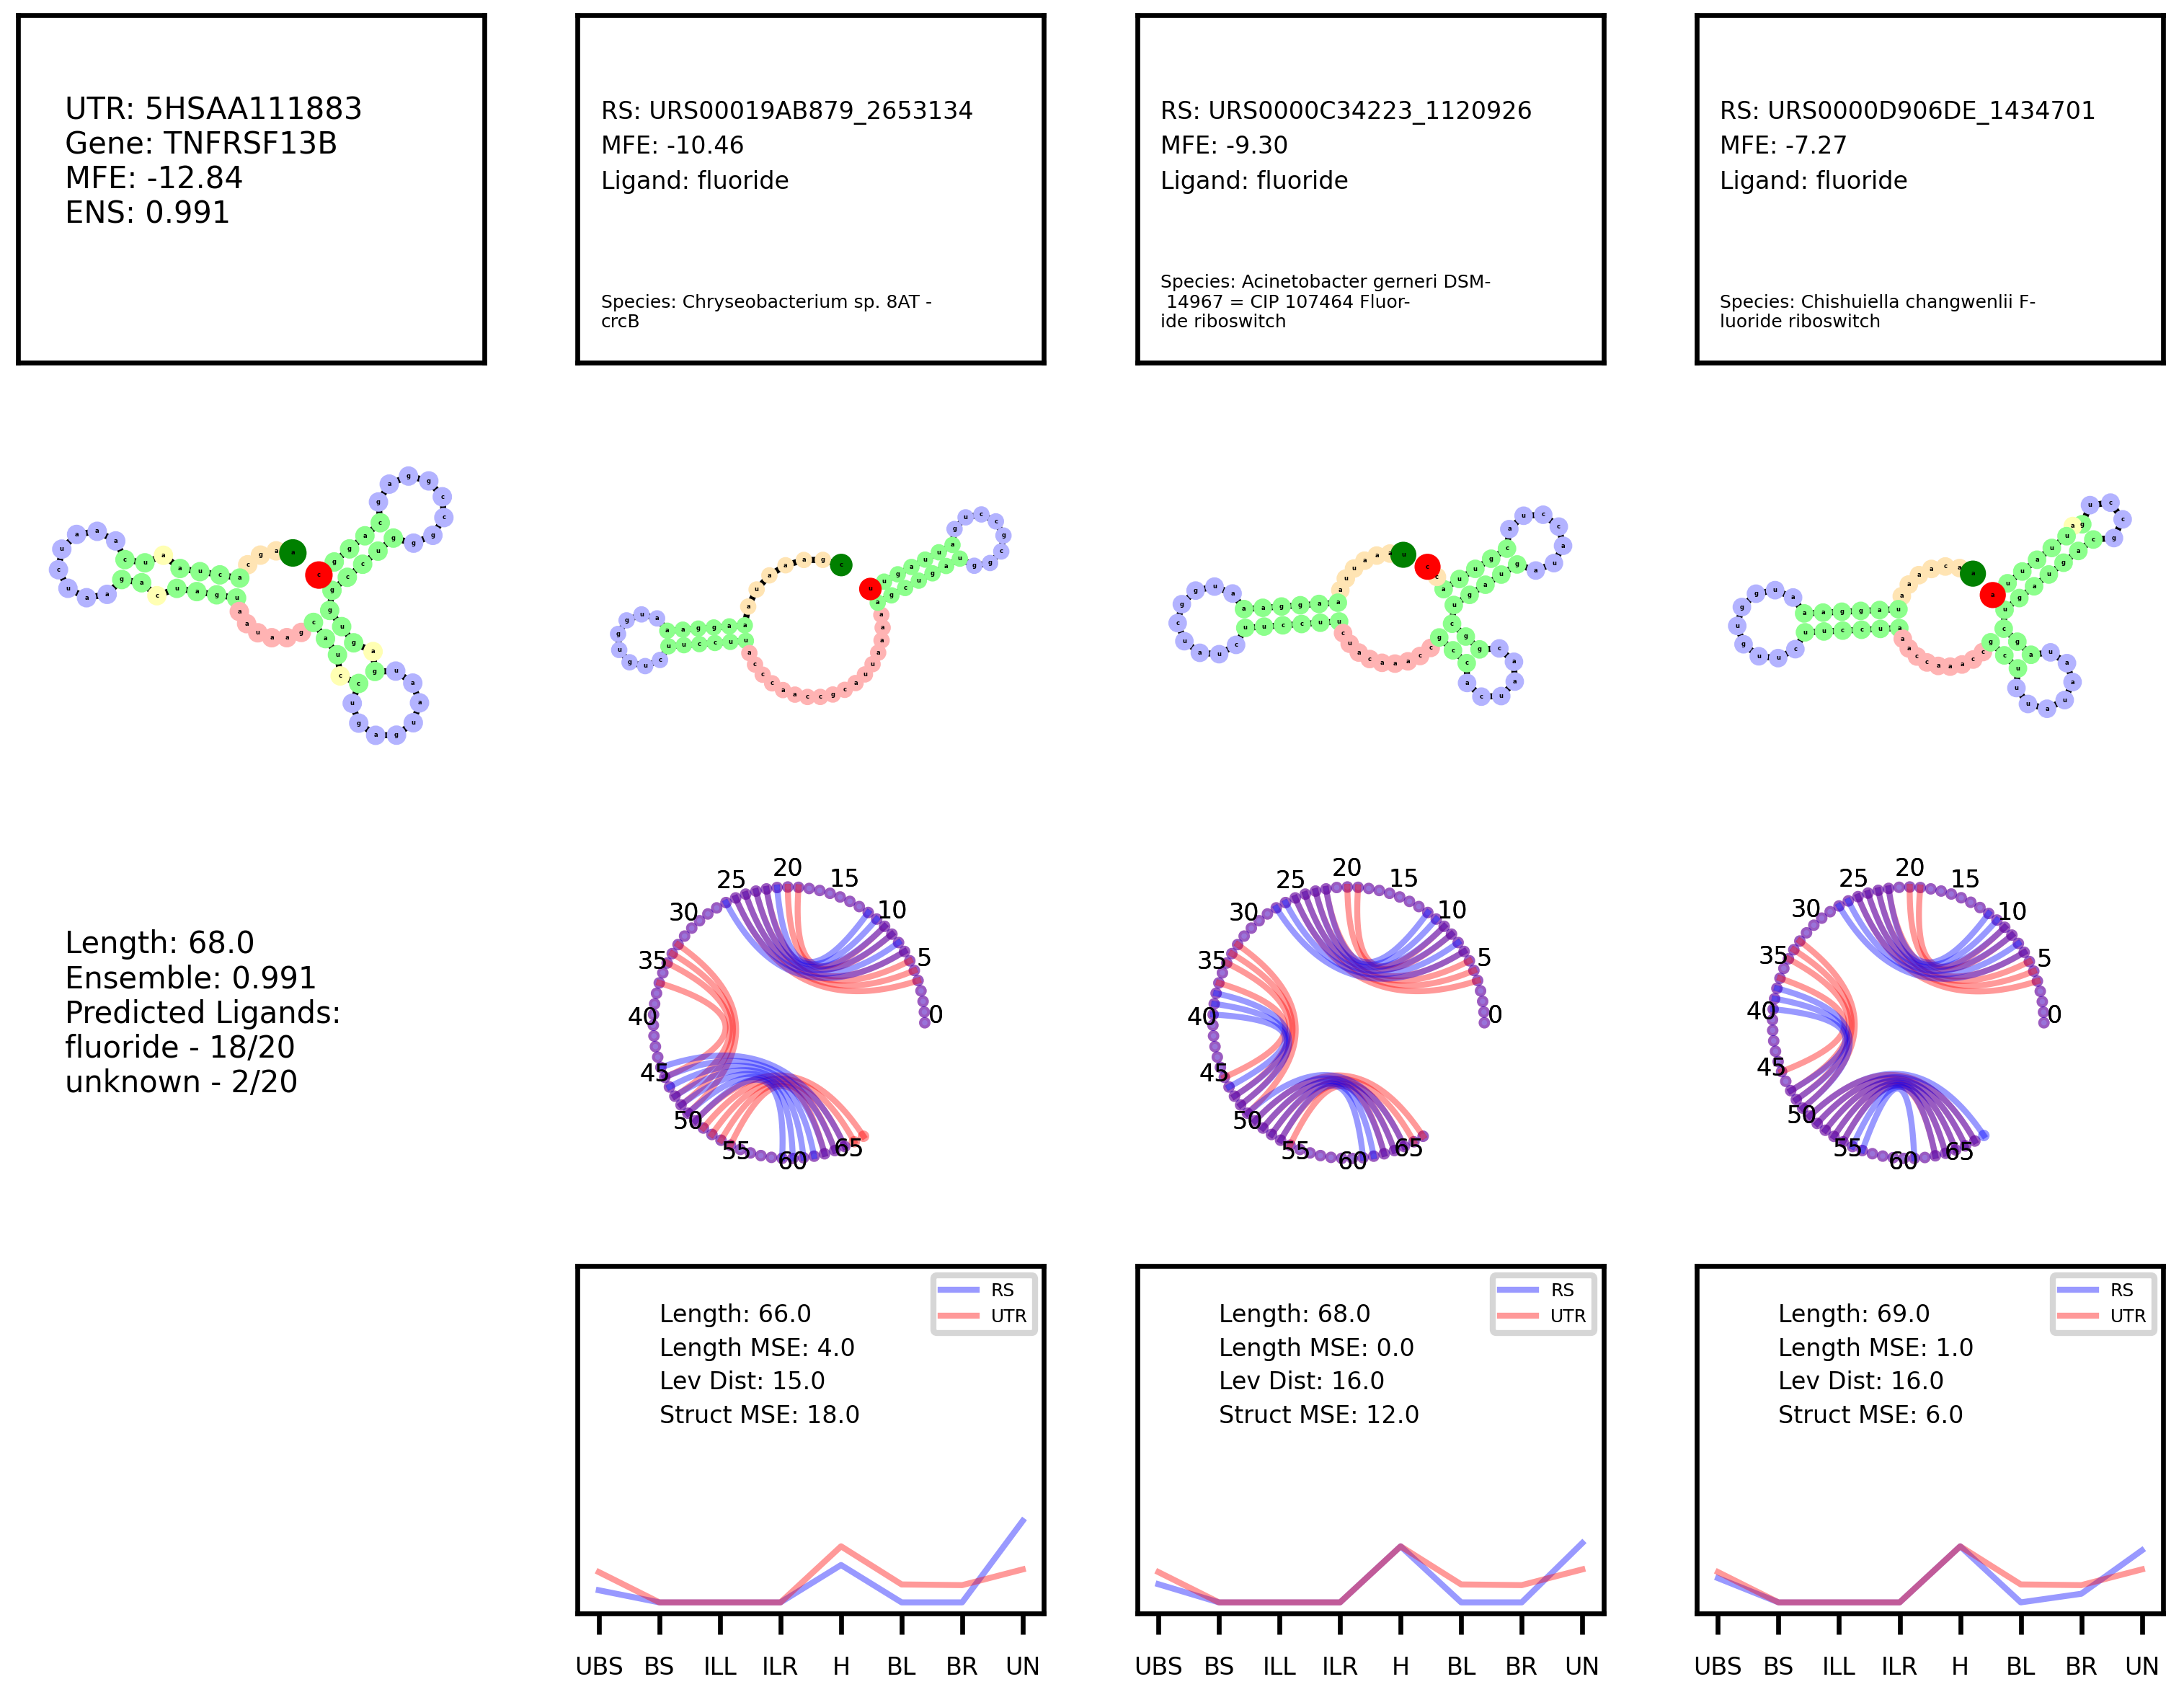 UTR: 5HSAA111883
Gene: TNFRSF13B
MFE: -12.84
ENS: 0.991
RS: URS00019AB879_2653134
MFE: -10.46
Ligand: fluoride
Species: Chryseobacterium sp. 8AT -
crcB
RS: URS0000C34223_1120926
MFE: -9.30
Ligand: fluoride
Species: Acinetobacter gerneri DSM-
14967 = CIP 107464 Fluor-
ide riboswitch
RS: URS0000D906DE_1434701
MFE: -7.27
Ligand: fluoride
Species: Chishuiella changwenlii F-
luoride riboswitch
Length: 68.0
Ensemble: 0.991
Predicted Ligands:
fluoride - 18/20
unknown - 2/20
0 5 10 15 20 25 30 35 40 45 50 55 60 65
0 5 10 15 20 25 30 35 40 45 50 55 60 65
0 5 10 15 20 25 30 35 40 45 50 55 60 65
RS
UTR
Length: 66.0
Length MSE: 4.0
Lev Dist: 15.0
Struct MSE: 18.0
UBS BS ILL ILR H BL BR UN
RS
UTR
Length: 68.0
Length MSE: 0.0
Lev Dist: 16.0
Struct MSE: 12.0
UBS BS ILL ILR H BL BR UN
RS
UTR
Length: 69.0
Length MSE: 1.0
Lev Dist: 16.0
Struct MSE: 6.0
UBS BS ILL ILR H BL BR UN